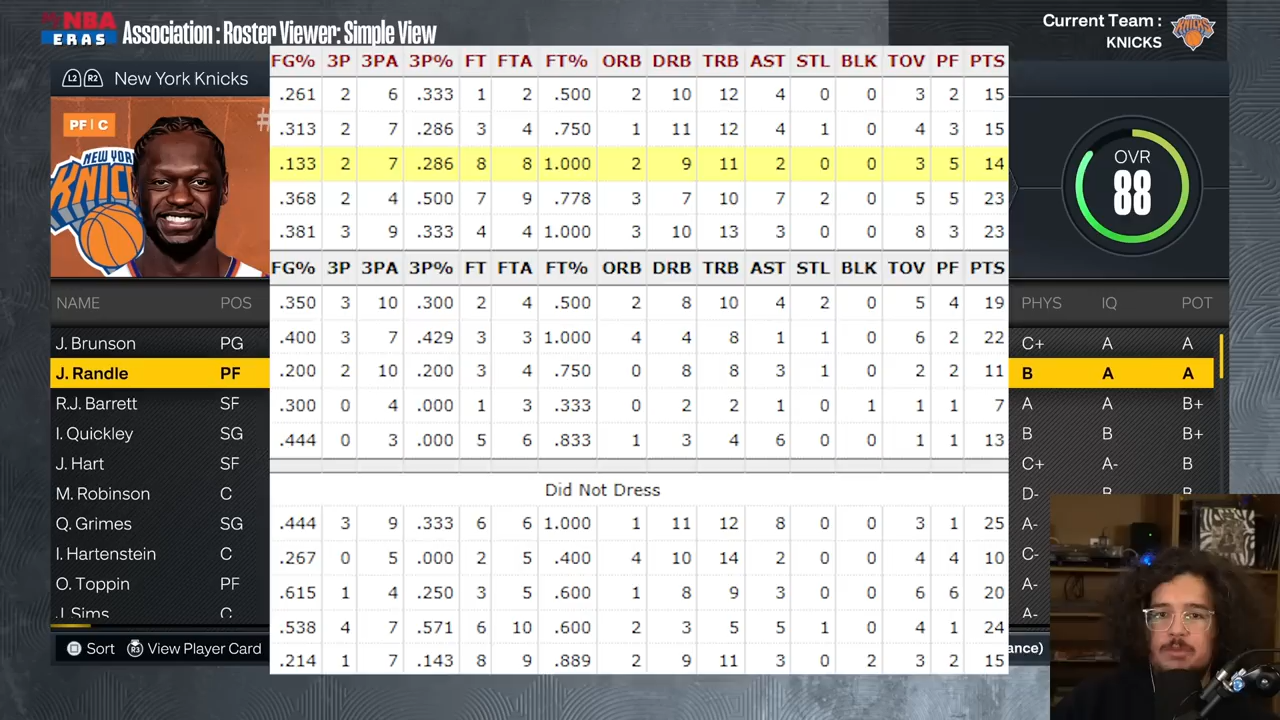 MyNBA ERAS
Association : Roster Viewer: Simple View
Current Team :
KNICKS
L2 R2 New York Knicks
PF | C
#
NEW YORK KNICKS
OVR
88
FG% 3P 3PA 3P% FT FTA FT% ORB DRB TRB AST STL BLK TOV PF PTS
.261 2 6 .333 1 2 .500 2 10 12 4 0 0 3 2 15
.313 2 7 .286 3 4 .750 1 11 12 4 1 0 4 3 15
.133 2 7 .286 8 8 1.000 2 9 11 2 0 0 3 5 14
.368 2 4 .500 7 9 .778 3 7 10 7 2 0 5 5 23
.381 3 9 .333 4 4 1.000 3 10 13 3 0 0 8 3 23
FG% 3P 3PA 3P% FT FTA FT% ORB DRB TRB AST STL BLK TOV PF PTS
.350 3 10 .300 2 4 .500 2 8 10 4 2 0 5 4 19
.400 3 7 .429 3 3 1.000 4 4 8 1 1 0 6 2 22
.200 2 10 .200 3 4 .750 0 8 8 3 1 0 2 2 11
.300 0 4 .000 1 3 .333 0 2 2 1 0 1 1 1 7
.444 0 3 .000 5 6 .833 1 3 4 6 0 0 1 1 13
Did Not Dress
.444 3 9 .333 6 6 1.000 1 11 12 8 0 0 3 1 25
.267 0 5 .000 2 5 .400 4 10 14 2 0 0 4 4 10
.615 1 4 .250 3 5 .600 1 8 9 3 0 0 6 6 20
.538 4 7 .571 6 10 .600 2 3 5 5 1 0 4 1 24
.214 1 7 .143 8 9 .889 2 9 11 3 0 2 3 2 15
NAME POS PHYS IQ POT
J. Brunson PG C+ A A
J. Randle PF B A A
R.J. Barrett SF A A B+
I. Quickley SG B B B+
J. Hart SF C+ A- B
M. Robinson C D- B B
Q. Grimes SG A-
I. Hartenstein C C-
O. Toppin PF A-
J. Sims C A-
Sort R3 View Player Card ance)